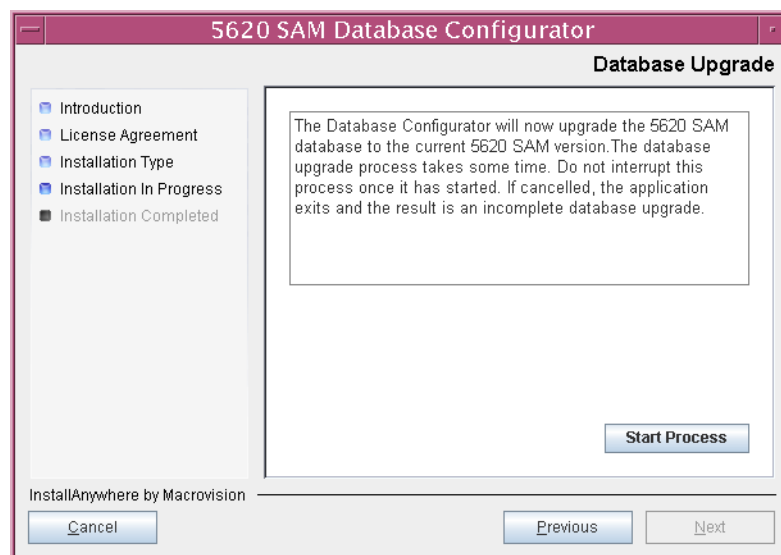 5620 SAM Database Configurator
Database Upgrade
Introduction
License Agreement
Installation Type
Installation In Progress
Installation Completed
The Database Configurator will now upgrade the 5620 SAM
database to the current 5620 SAM version.The database
upgrade process takes some time. Do not interrupt this
process once it has started. If cancelled, the application
exits and the result is an incomplete database upgrade.
Start Process
InstallAnywhere by Macrovision
Cancel
Previous
Next